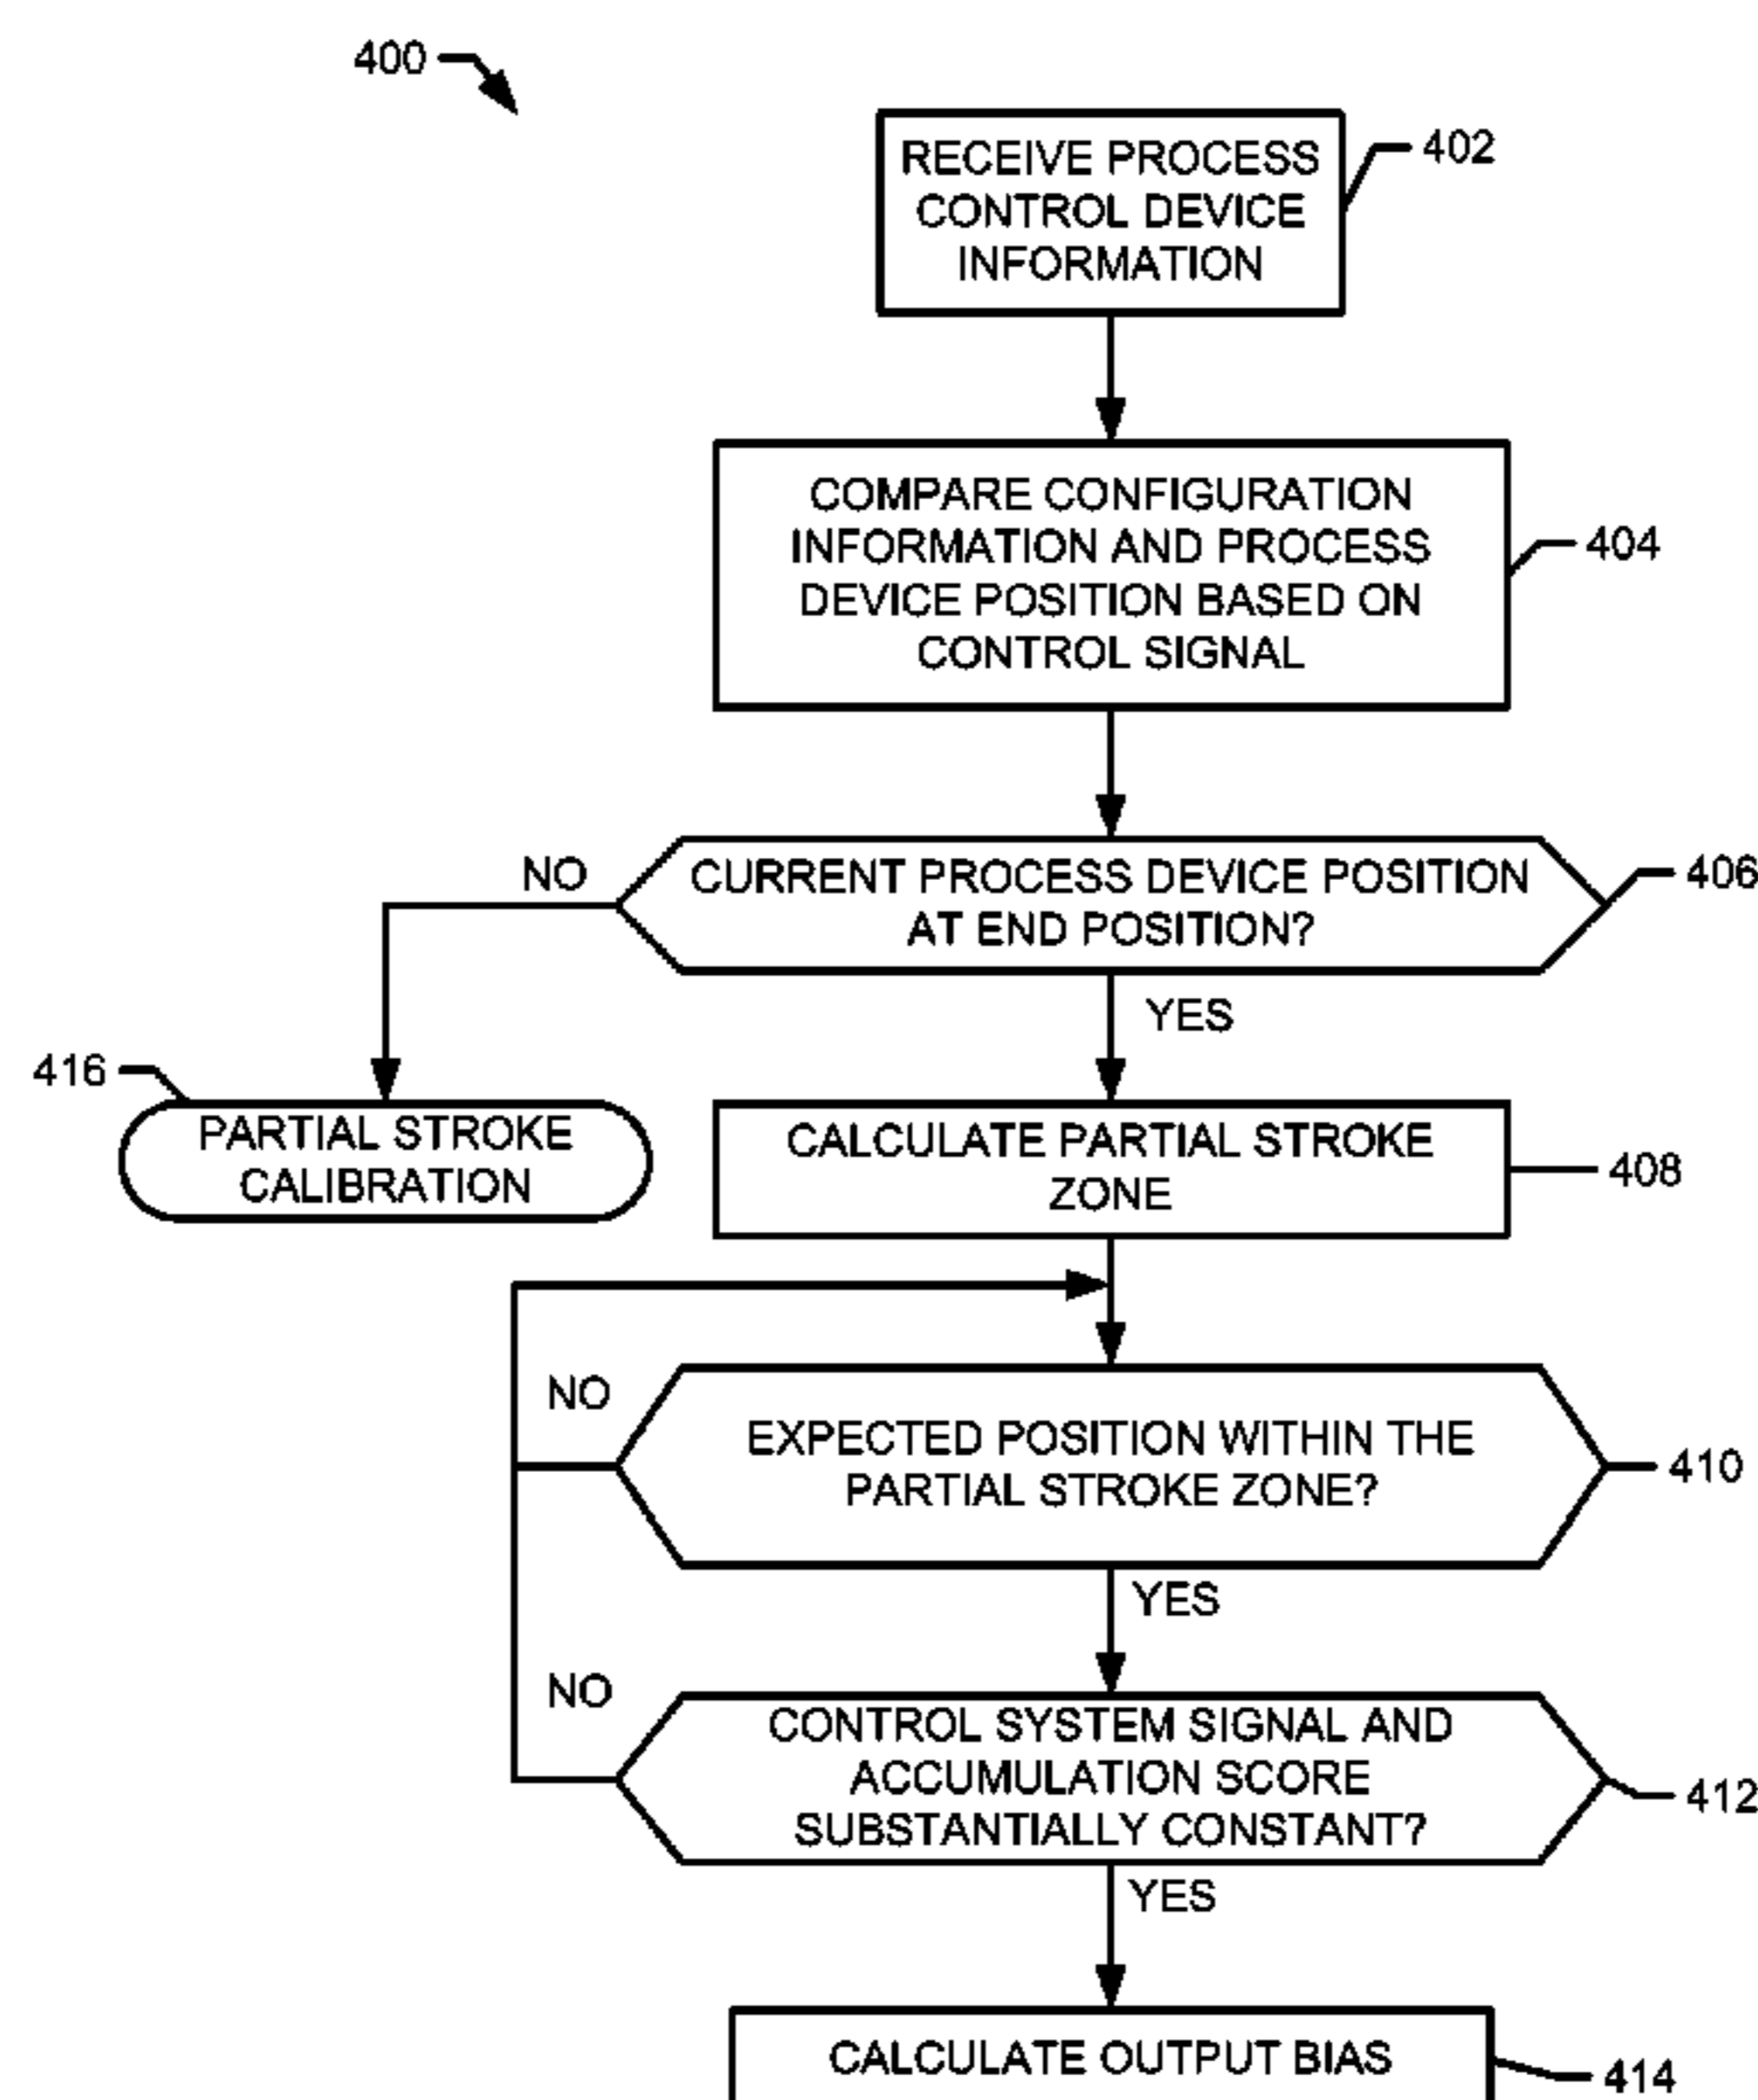 400
RECEIVE PROCESS
CONTROL DEVICE
INFORMATION
402
COMPARE CONFIGURATION
INFORMATION AND PROCESS
DEVICE POSITION BASED ON
CONTROL SIGNAL
404
NO
CURRENT PROCESS DEVICE POSITION
AT END POSITION?
406
YES
416
PARTIAL STROKE
CALIBRATION
CALCULATE PARTIAL STROKE
ZONE
408
NO
EXPECTED POSITION WITHIN THE
PARTIAL STROKE ZONE?
410
YES
NO
CONTROL SYSTEM SIGNAL AND
ACCUMULATION SCORE
SUBSTANTIALLY CONSTANT?
412
YES
CALCULATE OUTPUT BIAS
414